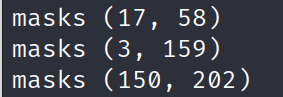 masks (17, 58)
masks (3, 159)
masks (150, 202)